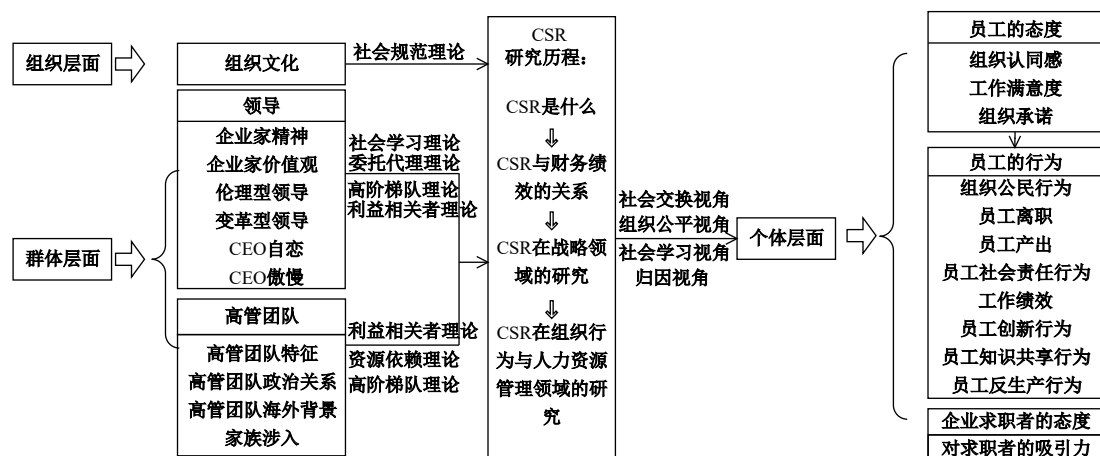 组织层面
组织文化
社会规范理论
群体层面
领导
企业家精神
企业家价值观
伦理型领导
变革型领导
CEO自恋
CEO傲慢
社会学习理论
委托代理理论
高阶梯队理论
利益相关者理论
高管团队
高管团队特征
高管团队政治关系
高管团队海外背景
家族涉入
利益相关者理论
资源依赖理论
高阶梯队理论
CSR
研究历程：
CSR是什么
CSR与财务绩
效的关系
CSR在战略领
域的研究
CSR在组织行
为与人力资源
管理领域的研
究
社会交换视角
组织公平视角
社会学习视角
归因视角
个体层面
员工的态度
组织认同感
工作满意度
组织承诺
员工的行为
组织公民行为
员工离职
员工产出
员工社会责任行为
工作绩效
员工创新行为
员工知识共享行为
员工反生产行为
企业求职者的态度
对求职者的吸引力